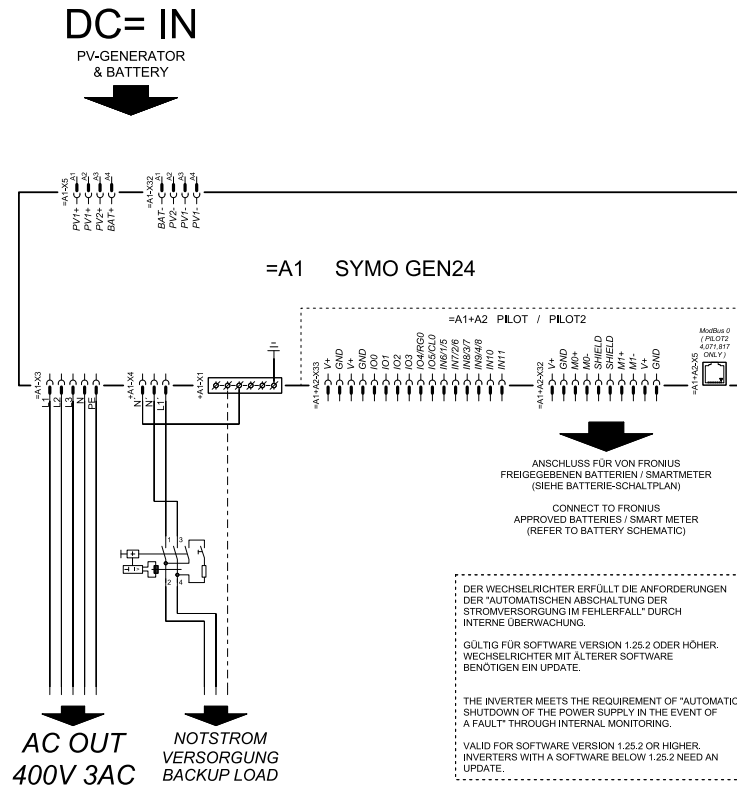 DC= IN
PV-GENERATOR
& BATTERY
=A1-X5
A1
A2
A3
A4
PV1+
PV1+
PV2+
BAT+
=A1-X32
A1
A2
A3
A4
BAT-
PV2-
PV1-
PV1-
=A1 SYMO GEN24
=A1+A2 PILOT / PILOT2
ModBus 0
( PILOT2
4,071,817
ONLY )
=A1-X3
L1
L2
L3
N
PE
+A1-X4
N'
N'
L1'
+A1-X1
=A1+A2-X33
V+
GND
V+
GND
IO0
IO1
IO2
IO3
IO4/RG0
IO5/CL0
IN6/1/5
IN7/2/6
IN8/3/7
IN9/4/8
IN10
IN11
=A1+A2-X32
V+
GND
M0+
M0-
SHIELD
SHIELD
M1+
M1-
V+
GND
=A1+A2-X5
ANSCHLUSS FÜR VON FRONIUS
FREIGEGEBENEN BATTERIEN / SMARTMETER
(SIEHE BATTERIE-SCHALTPLAN)
CONNECT TO FRONIUS
APPROVED BATTERIES / SMART METER
(REFER TO BATTERY SCHEMATIC)
1
3
2
4
DER WECHSELRICHTER ERFÜLLT DIE ANFORDERUNGEN
DER "AUTOMATISCHEN ABSCHALTUNG DER
STROMVERSORGUNG IM FEHLERFALL" DURCH
INTERNE ÜBERWACHUNG.
GÜLTIG FÜR SOFTWARE VERSION 1.25.2 ODER HÖHER.
WECHSELRICHTER MIT ÄLTERER SOFTWARE
BENÖTIGEN EIN UPDATE.
THE INVERTER MEETS THE REQUIREMENT OF "AUTOMATIC
SHUTDOWN OF THE POWER SUPPLY IN THE EVENT OF
A FAULT" THROUGH INTERNAL MONITORING.
VALID FOR SOFTWARE VERSION 1.25.2 OR HIGHER.
INVERTERS WITH A SOFTWARE BELOW 1.25.2 NEED AN
UPDATE.
AC OUT
400V 3AC
NOTSTROM
VERSORGUNG
BACKUP LOAD